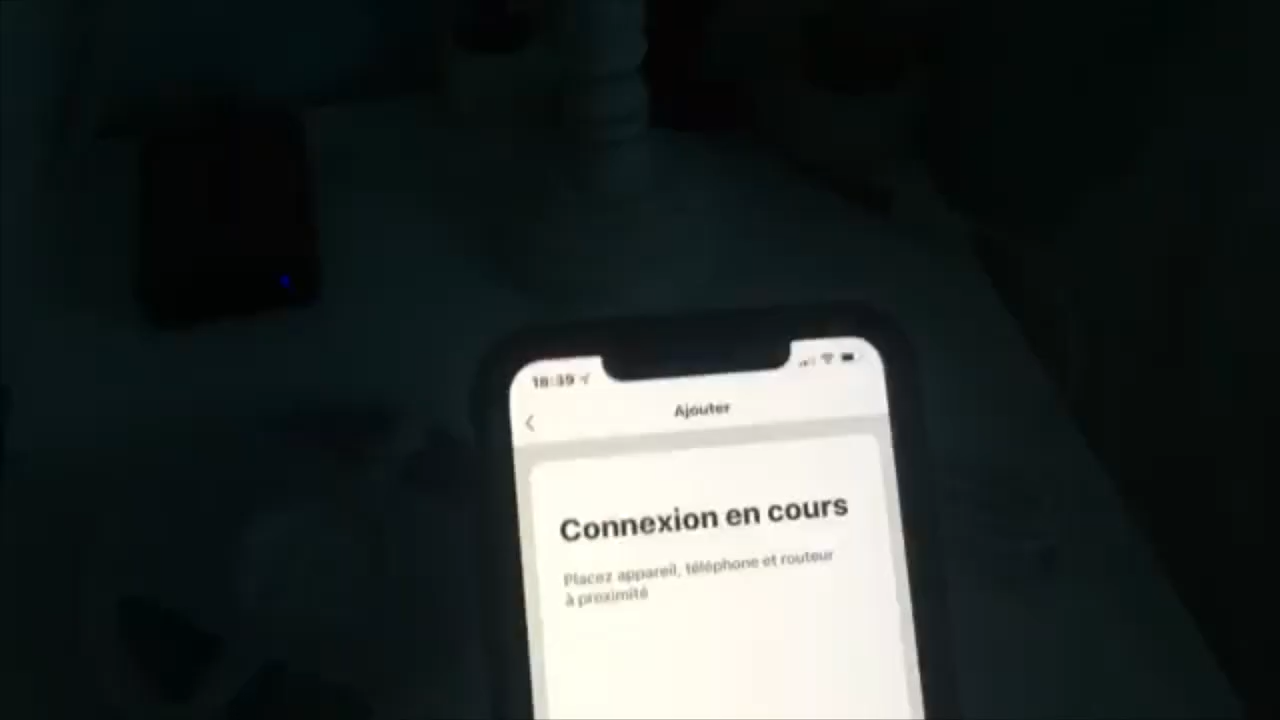 18:39
Ajouter
Connexion en cours
Placez appareil, téléphone et routeur
à proximité